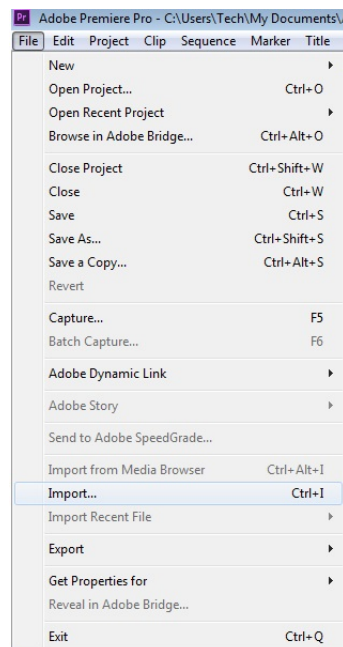 Pr Adobe Premiere Pro - C:\Users\Tech\My Documents\
File Edit Project Clip Sequence Marker Title
New
Open Project... Ctrl+O
Open Recent Project
Browse in Adobe Bridge... Ctrl+Alt+O
Close Project Ctrl+Shift+W
Close Ctrl+W
Save Ctrl+S
Save As... Ctrl+Shift+S
Save a Copy... Ctrl+Alt+S
Revert
Capture... F5
Batch Capture... F6
Adobe Dynamic Link
Adobe Story
Send to Adobe SpeedGrade...
Import from Media Browser Ctrl+Alt+I
Import... Ctrl+I
Import Recent File
Export
Get Properties for
Reveal in Adobe Bridge...
Exit Ctrl+Q